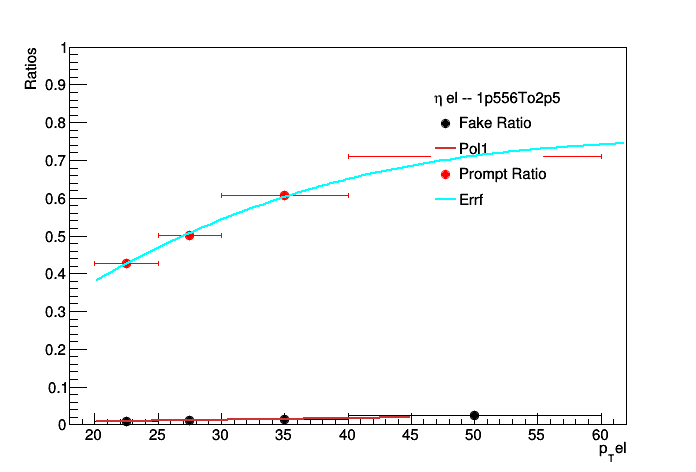 Ratios
1
0.9
0.8
0.7
0.6
0.5
0.4
0.3
0.2
0.1
0
η el -- 1p556To2p5
Fake Ratio
Pol1
Prompt Ratio
Errf
20 25 30 35 40 45 50 55 60
p_T el